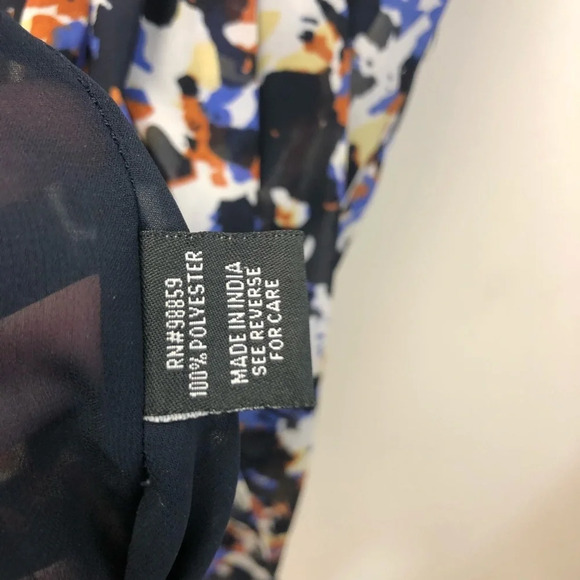 RN#98859
100% POLYESTER
MADE IN INDIA
SEE REVERSE
FOR CARE